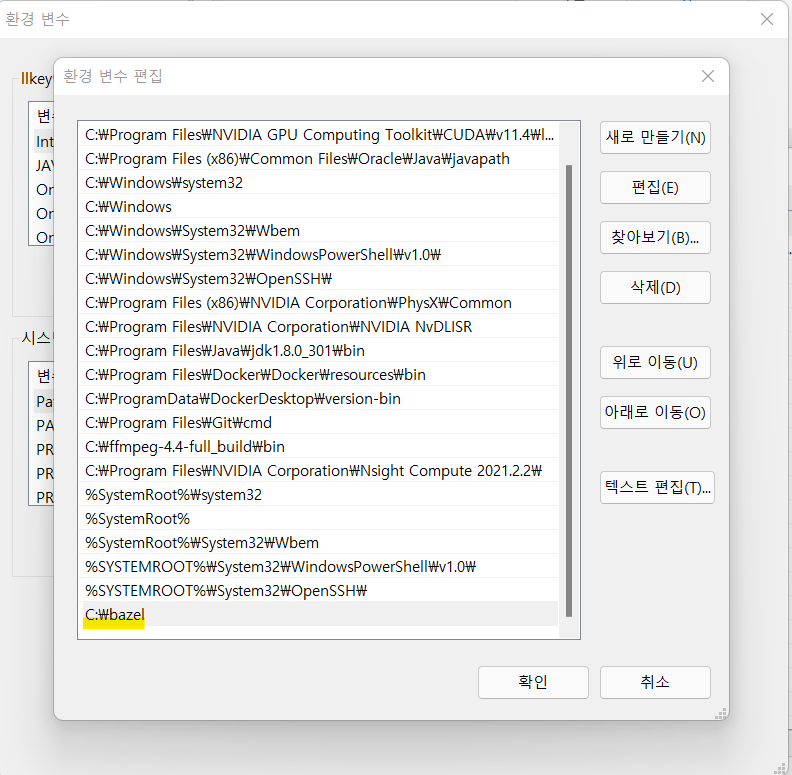 환경 변수
llkey
변수
Int
JAV
On
On
On
시스템
변수
Pa
PA
PR
PR
PR
환경 변수 편집
C:₩Program Files₩NVIDIA GPU Computing Toolkit₩CUDA₩v11.4₩l...
C:₩Program Files (x86)₩Common Files₩Oracle₩Java₩javapath
C:₩Windows₩system32
C:₩Windows
C:₩Windows₩System32₩Wbem
C:₩Windows₩System32₩WindowsPowerShell₩v1.0₩
C:₩Windows₩System32₩OpenSSH₩
C:₩Program Files (x86)₩NVIDIA Corporation₩PhysX₩Common
C:₩Program Files₩NVIDIA Corporation₩NVIDIA NvDLISR
C:₩Program Files₩Java₩jdk1.8.0_301₩bin
C:₩Program Files₩Docker₩Docker₩resources₩bin
C:₩ProgramData₩DockerDesktop₩version-bin
C:₩Program Files₩Git₩cmd
C:₩ffmpeg-4.4-full_build₩bin
C:₩Program Files₩NVIDIA Corporation₩Nsight Compute 2021.2.2₩
%SystemRoot%₩system32
%SystemRoot%
%SystemRoot%₩System32₩Wbem
%SYSTEMROOT%₩System32₩WindowsPowerShell₩v1.0₩
%SYSTEMROOT%₩System32₩OpenSSH₩
C:₩bazel
새로 만들기(N)
편집(E)
찾아보기(B)...
삭제(D)
위로 이동(U)
아래로 이동(O)
텍스트 편집(T)...
확인
취소